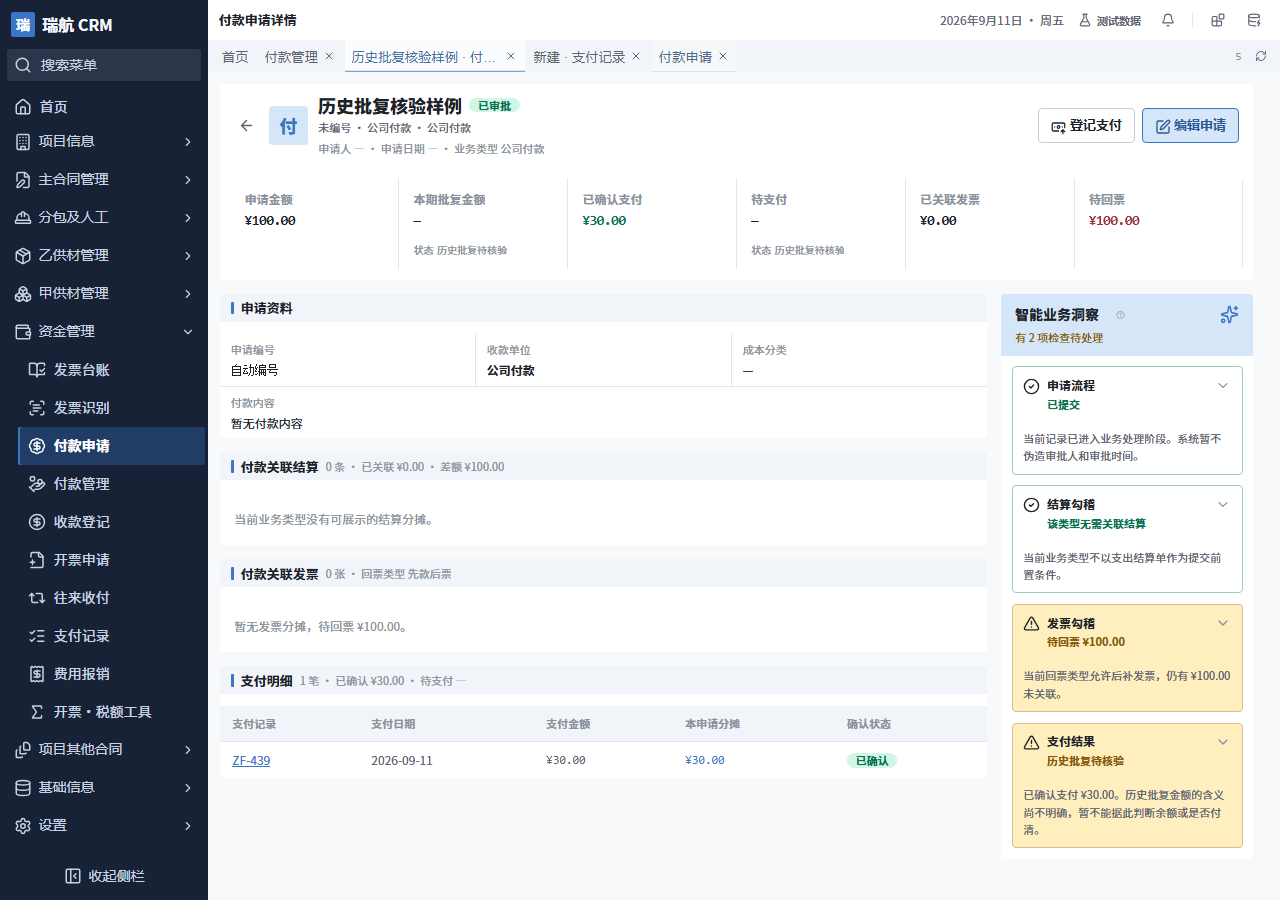 瑞 瑞航 CRM
搜索菜单
首页
项目信息
主合同管理
分包及人工
乙供材管理
甲供材管理
资金管理
发票台账
发票识别
付款申请
付款管理
收款登记
开票申请
往来收付
支付记录
费用报销
开票·税额工具
项目其他合同
基础信息
设置
收起侧栏
付款申请详情
2026年9月11日 · 周五 测试数据
首页 付款管理 历史批复核验样例 · 付... 新建 · 支付记录 付款申请 5
付 历史批复核验样例 已审批
未编号 · 公司付款 · 公司付款
申请人 — · 申请日期 — · 业务类型 公司付款
登记支付 编辑申请
申请金额 本期批复金额 已确认支付 待支付 已关联发票 待回票
¥100.00 — ¥30.00 — ¥0.00 ¥100.00
状态 历史批复待核验 状态 历史批复待核验
申请资料
申请编号 收款单位 成本分类
自动编号 公司付款 —
付款内容
暂无付款内容
付款关联结算 0 条 · 已关联 ¥0.00 · 差额 ¥100.00
当前业务类型没有可展示的结算分摊。
付款关联发票 0 张 · 回票类型 先款后票
暂无发票分摊，待回票 ¥100.00。
支付明细 1 笔 · 已确认 ¥30.00 · 待支付 —
支付记录 支付日期 支付金额 本申请分摊 确认状态
ZF-439 2026-09-11 ¥30.00 ¥30.00 已确认
智能业务洞察
有 2 项检查待处理
申请流程
已提交
当前记录已进入业务处理阶段。系统暂不
伪造审批人和审批时间。
结算勾稽
该类型无需关联结算
当前业务类型不以支出结算单作为提交前
置条件。
发票勾稽
待回票 ¥100.00
当前回票类型允许后补发票，仍有 ¥100.00
未关联。
支付结果
历史批复待核验
已确认支付 ¥30.00。历史批复金额的含义
尚不明确，暂不能据此判断余额或是否付
清。